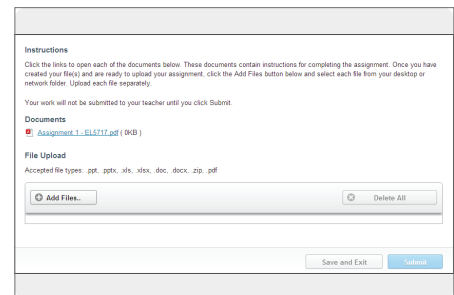 Instructions
Click the links to open each of the documents below. These documents contain instructions for completing the assignment. Once you have
created your file(s) and are ready to upload your assignment, click the Add Files button below and select each file from your desktop or
network folder. Upload each file separately.
Your work will not be submitted to your teacher until you click Submit.
Documents
Assignment 1 - EL5717.pdf ( 0KB )
File Upload
Accepted file types: .ppt, .pptx, .xls, .xlsx, .doc, .docx, .zip, .pdf
Add Files.. Delete All
Save and Exit Submit